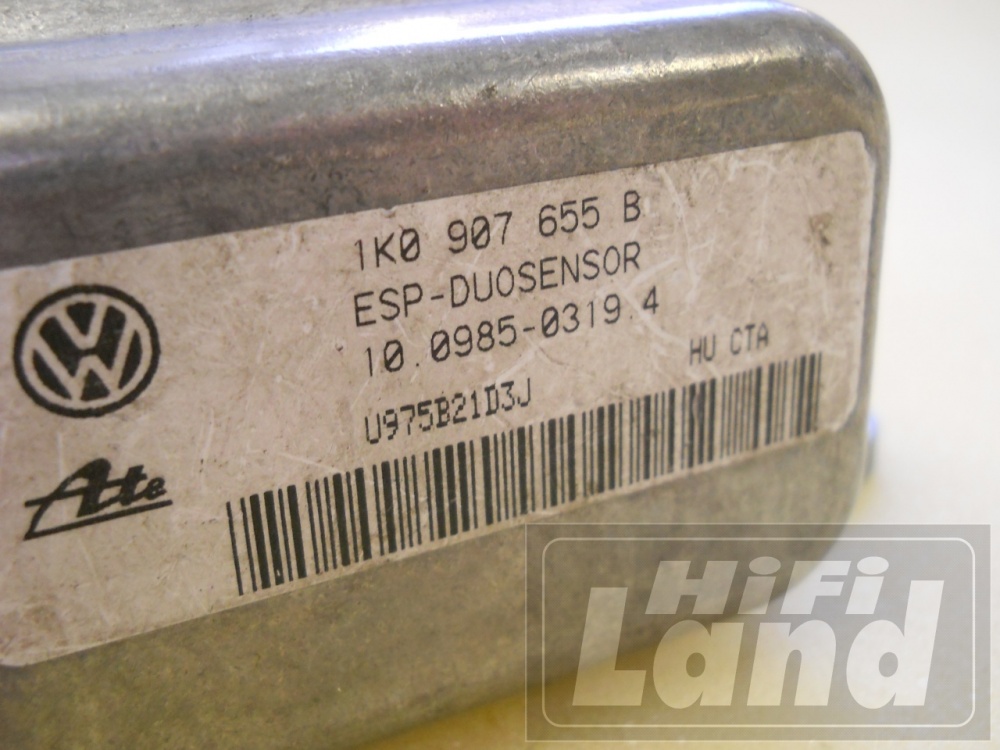 1K0 907 655 B
ESP-DUOSENSOR
10.0985-0319.4
HU CTA
U975B21D3J
Ate
HiFi
Land